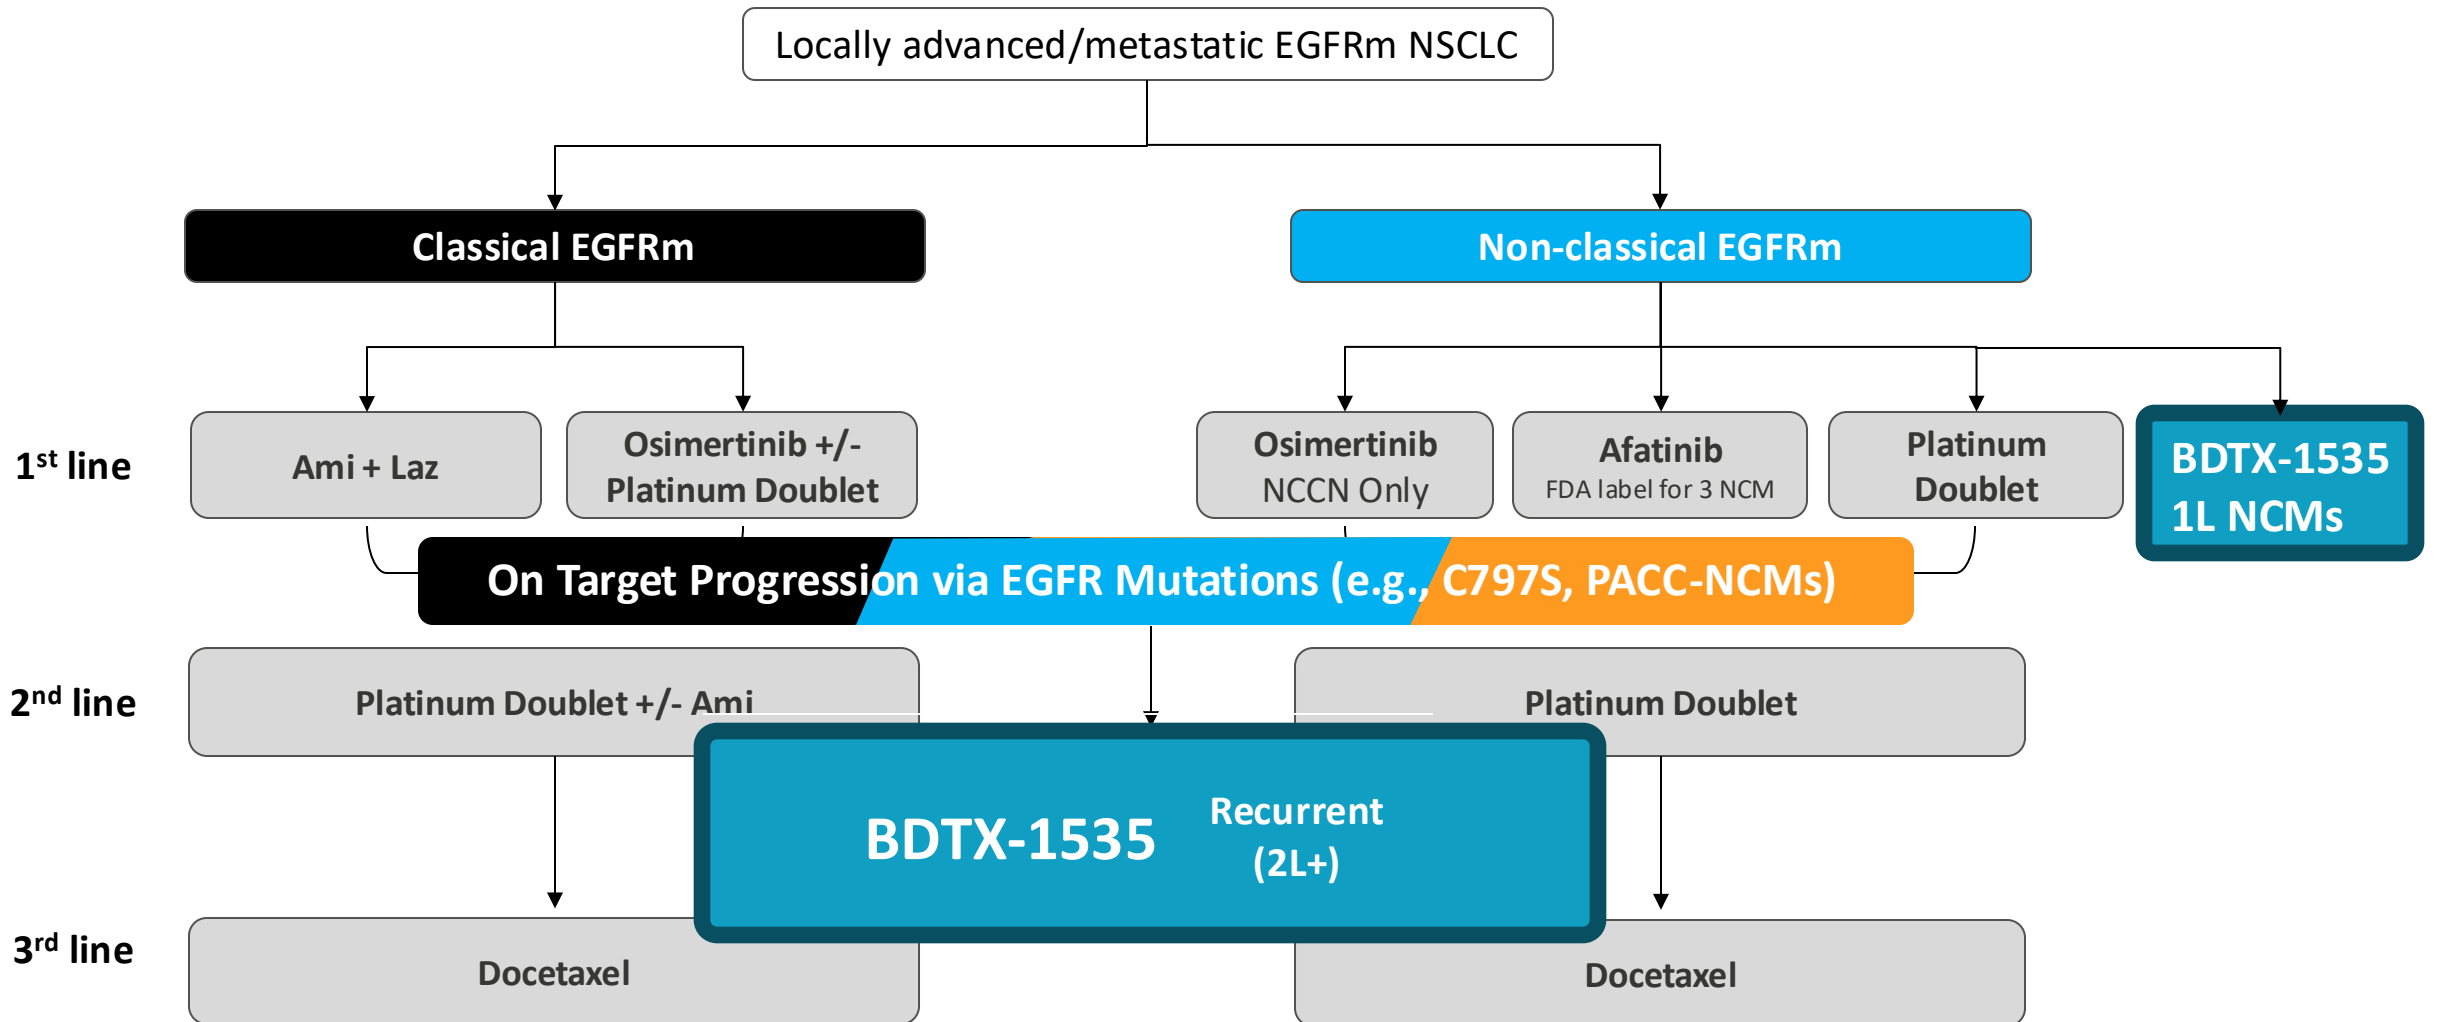 Locally advanced/metastatic EGFRm NSCLC
Classical EGFRm
Non-classical EGFRm
1st line
Ami + Laz
Osimertinib +/-
Platinum Doublet
Osimertinib
NCCN Only
Afatinib
FDA label for 3 NCM
Platinum
Doublet
BDTX-1535
1L NCMs
On Target Progression via EGFR Mutations (e.g., C797S, PACC-NCMs)
2nd line
Platinum Doublet +/- Ami
Platinum Doublet
BDTX-1535
Recurrent
(2L+)
3rd line
Docetaxel
Docetaxel